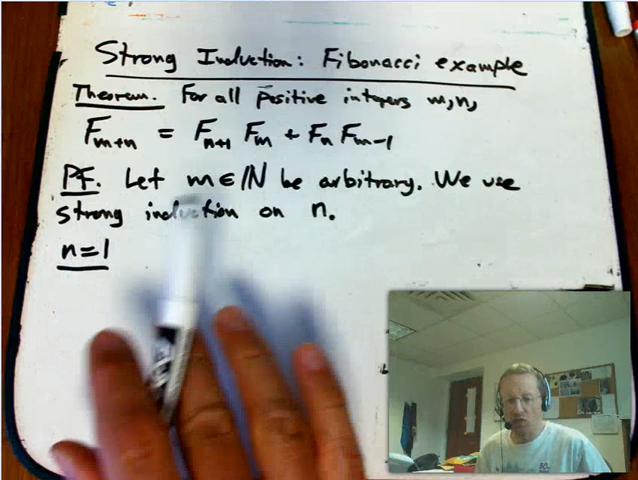 Strong Induction: Fibonacci example
Theorem. For all positive integers m,n,
F_{m+n} = F_{n+1} F_m + F_n F_{m-1}
Pf. Let m ∈ ℕ be arbitrary. We use
strong induction on n.
n=1